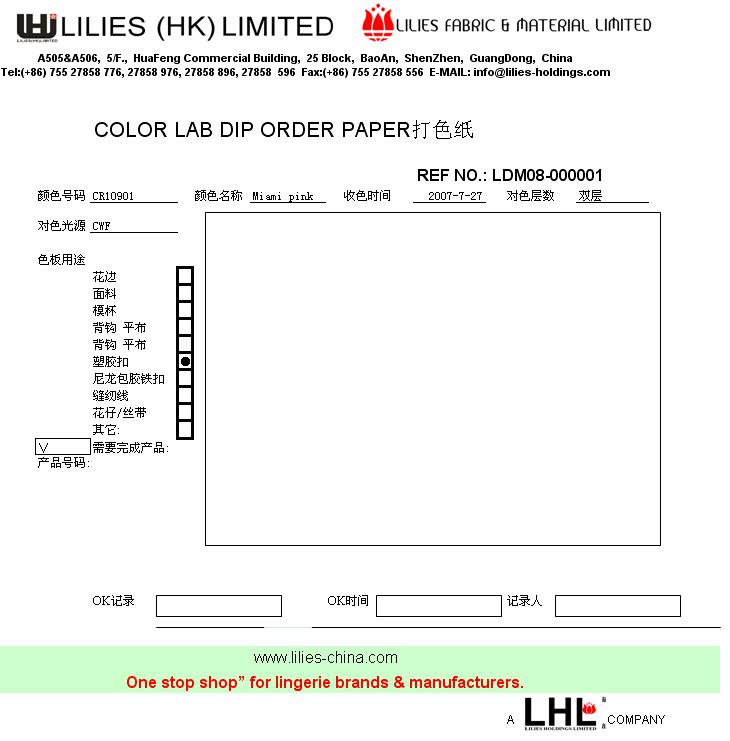 LHJ LILIES (HK) LIMITED LILIES FABRIC & MATERIAL LIMITED
LILIES(HK)LIMITED
A505&A506, 5/F., HuaFeng Commercial Building, 25 Block, BaoAn, ShenZhen, GuangDong, China
Tel:(+86) 755 27858 776, 27858 976, 27858 896, 27858 596 Fax:(+86) 755 27858 556 E-MAIL: info@lilies-holdings.com
COLOR LAB DIP ORDER PAPER打色纸
REF NO.: LDM08-000001
颜色号码 CR10901 颜色名称 Miami pink 收色时间 2007-7-27 对色层数 双层
对色光源 CWF
色板用途
花边
面料
模杯
背钩 平布
背钩 平布
塑胶扣 ●
尼龙包胶铁扣
缝纫线
花仔/丝带
其它:
V 需要完成产品:
产品号码:
OK记录 OK时间 记录人
www.lilies-china.com
One stop shop” for lingerie brands & manufacturers.
A LHL COMPANY
LILIES HOLDINGS LIMITED